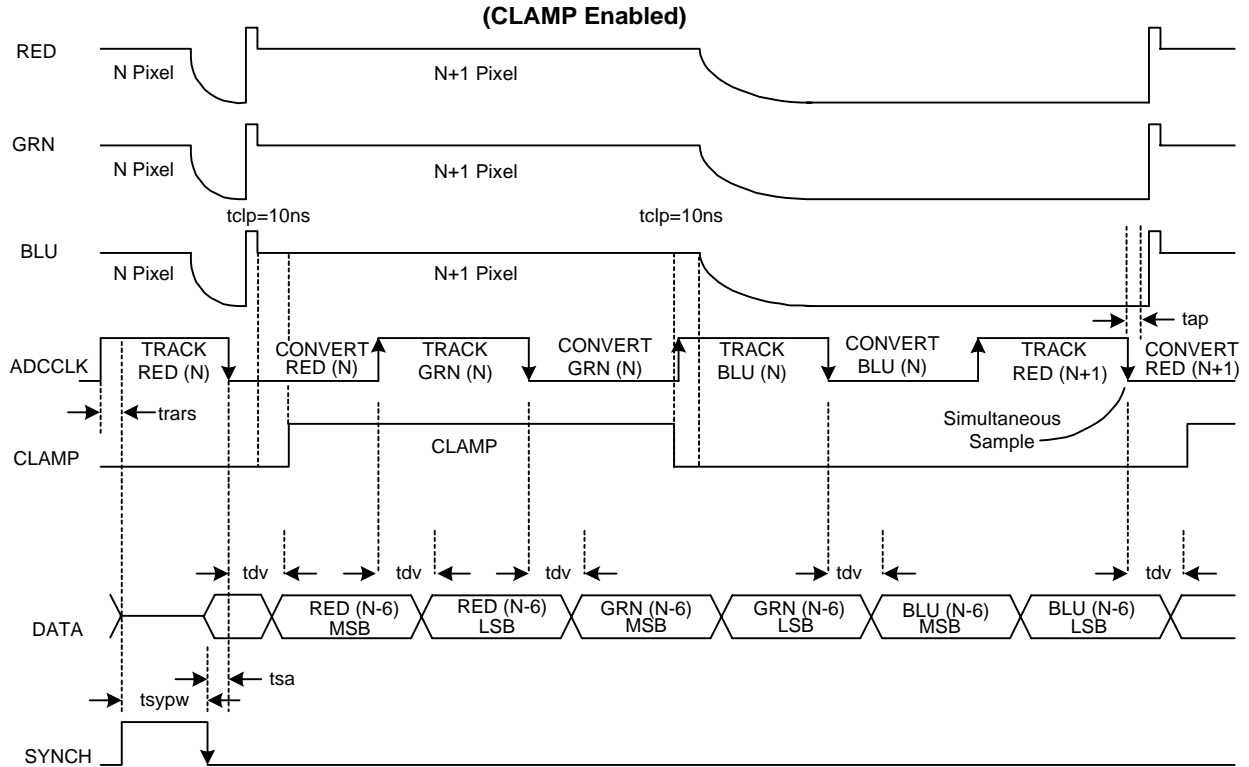 (CLAMP Enabled)
RED
N Pixel
N+1 Pixel
GRN
N Pixel
N+1 Pixel
tclp=10ns
tclp=10ns
BLU
N Pixel
N+1 Pixel
tap
ADCCLK
TRACK
RED (N)
CONVERT
RED (N)
TRACK
GRN (N)
CONVERT
GRN (N)
TRACK
BLU (N)
CONVERT
BLU (N)
TRACK
RED (N+1)
CONVERT
RED (N+1)
trars
Simultaneous
Sample
CLAMP
CLAMP
tdv
tdv
tdv
tdv
tdv
DATA
RED (N-6)
MSB
RED (N-6)
LSB
GRN (N-6)
MSB
GRN (N-6)
LSB
BLU (N-6)
MSB
BLU (N-6)
LSB
tsa
tsypw
SYNCH